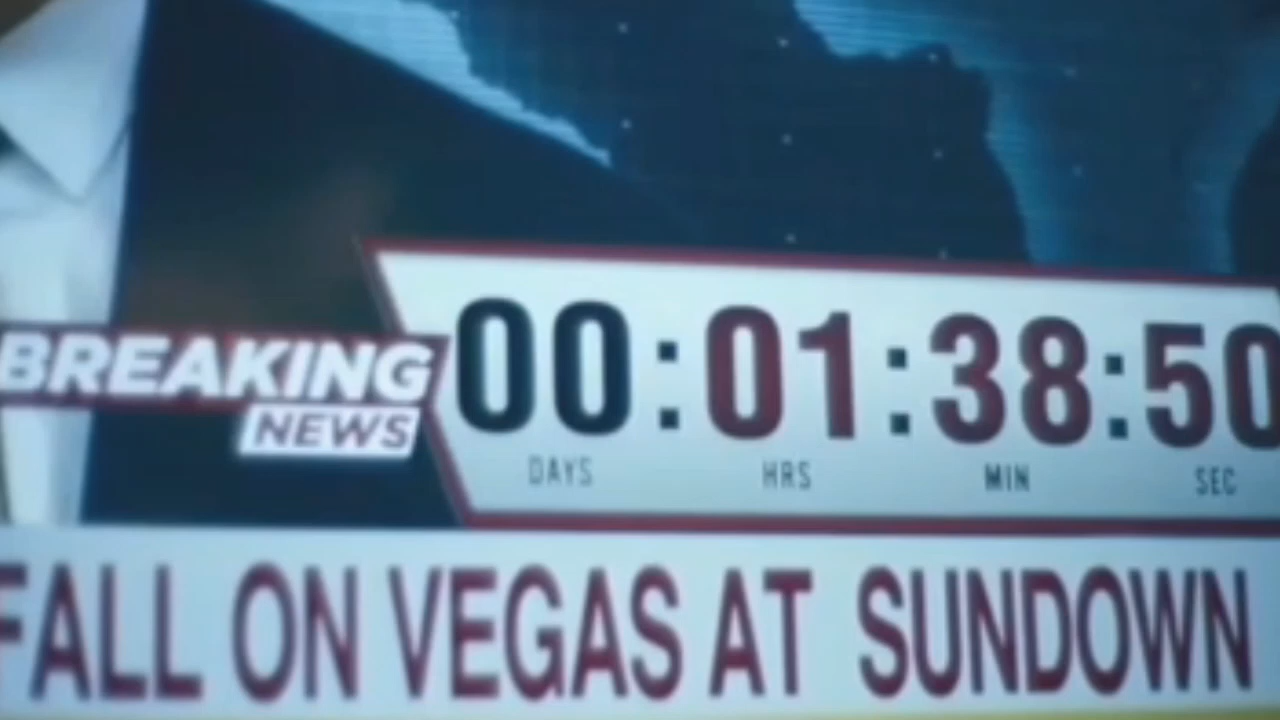 BREAKING
NEWS
00:01:38:50
DAYS HRS MIN SEC
FALL ON VEGAS AT SUNDOWN